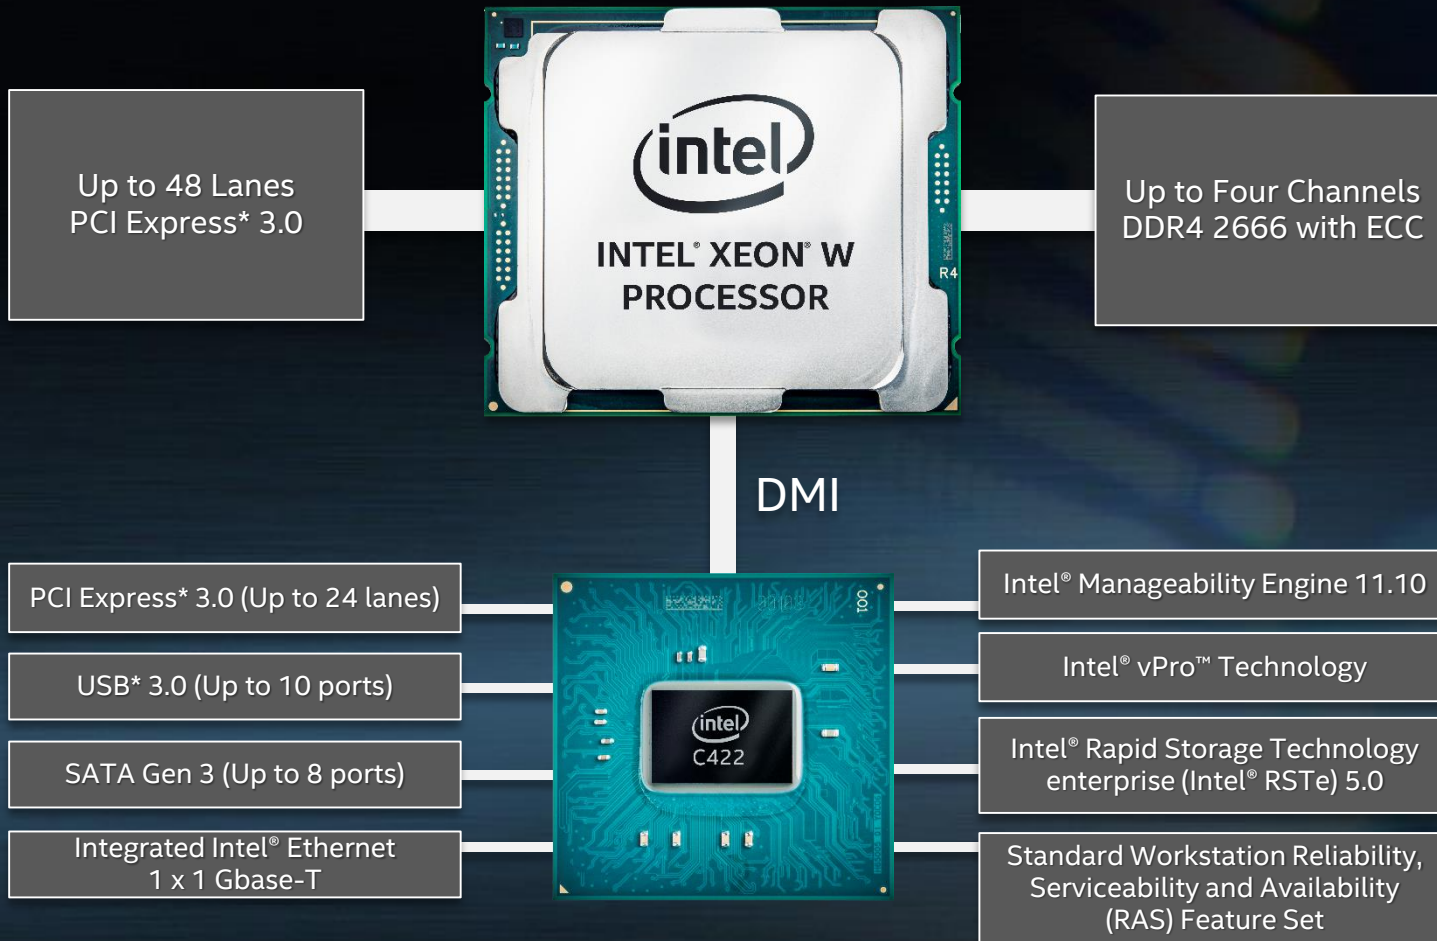 Up to 48 Lanes
PCI Express* 3.0
intel
INTEL® XEON® W
PROCESSOR
R4
Up to Four Channels
DDR4 2666 with ECC
DMI
PCI Express* 3.0 (Up to 24 lanes)
USB* 3.0 (Up to 10 ports)
SATA Gen 3 (Up to 8 ports)
Integrated Intel® Ethernet
1 x 1 Gbase-T
001
intel
C422
Intel® Manageability Engine 11.10
Intel® vPro™ Technology
Intel® Rapid Storage Technology
enterprise (Intel® RSTe) 5.0
Standard Workstation Reliability,
Serviceability and Availability
(RAS) Feature Set